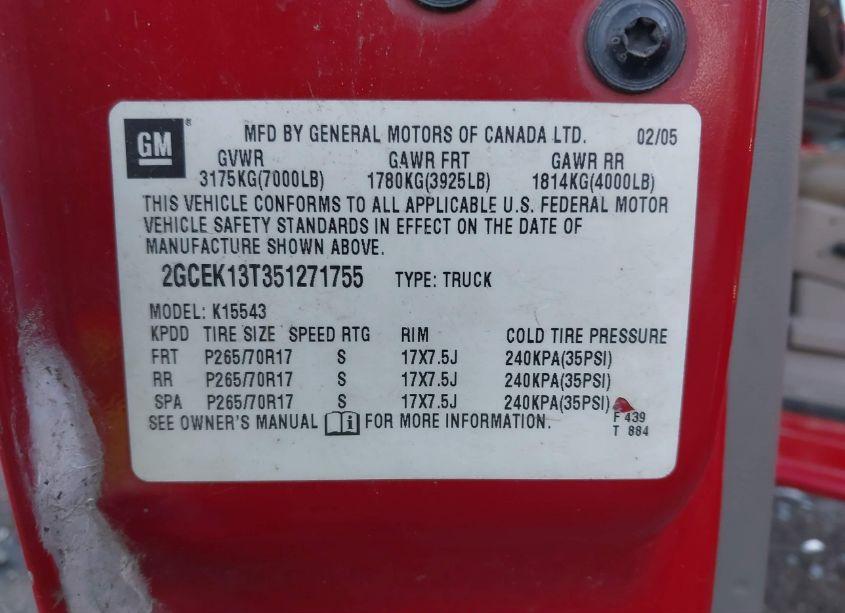 GM ® MFD BY GENERAL MOTORS OF CANADA LTD. 02/05
GVWR GAWR FRT GAWR RR
3175KG(7000LB) 1780KG(3925LB) 1814KG(4000LB)
THIS VEHICLE CONFORMS TO ALL APPLICABLE U.S. FEDERAL MOTOR
VEHICLE SAFETY STANDARDS IN EFFECT ON THE DATE OF
MANUFACTURE SHOWN ABOVE.
2GCEK13T351271755 TYPE: TRUCK
MODEL: K15543
KPDD TIRE SIZE SPEED RTG RIM COLD TIRE PRESSURE
FRT P265/70R17 S 17X7.5J 240KPA(35PSI)
RR P265/70R17 S 17X7.5J 240KPA(35PSI)
SPA P265/70R17 S 17X7.5J 240KPA(35PSI)
SEE OWNER'S MANUAL i FOR MORE INFORMATION.
F 439
T 884